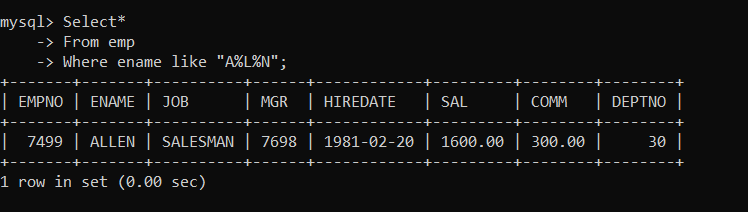 mysql> Select*
    -> From emp
    -> Where ename like "A%L%N";
+-------+-------+----------+------+------------+---------+--------+--------+
| EMPNO | ENAME | JOB      | MGR  | HIREDATE   | SAL     | COMM   | DEPTNO |
+-------+-------+----------+------+------------+---------+--------+--------+
|  7499 | ALLEN | SALESMAN | 7698 | 1981-02-20 | 1600.00 | 300.00 |     30 |
+-------+-------+----------+------+------------+---------+--------+--------+
1 row in set (0.00 sec)